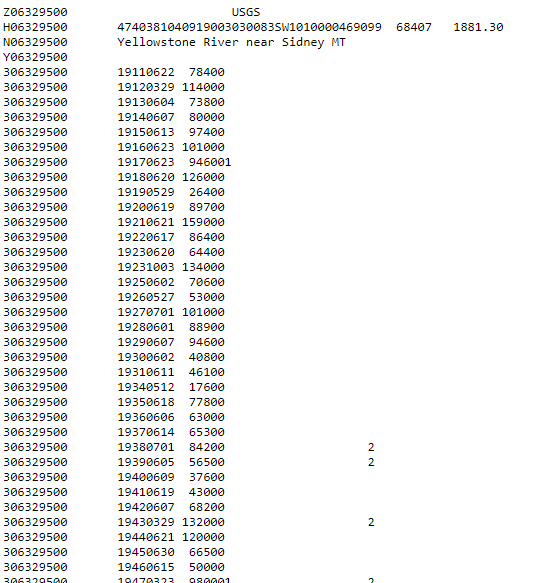 Z06329500                       USGS
H06329500       4740381040919003030083SW1010000469099  68407   1881.30
N06329500       Yellowstone River near Sidney MT
Y06329500
306329500           19110622  78400
306329500           19120329 114000
306329500           19130604  73800
306329500           19140607  80000
306329500           19150613  97400
306329500           19160623 101000
306329500           19170623  946001
306329500           19180620 126000
306329500           19190529  26400
306329500           19200619  89700
306329500           19210621 159000
306329500           19220617  86400
306329500           19230620  64400
306329500           19231003 134000
306329500           19250602  70600
306329500           19260527  53000
306329500           19270701 101000
306329500           19280601  88900
306329500           19290607  94600
306329500           19300602  40800
306329500           19310611  46100
306329500           19340512  17600
306329500           19350618  77800
306329500           19360606  63000
306329500           19370614  65300
306329500           19380701  84200                    2
306329500           19390605  56500                    2
306329500           19400609  37600
306329500           19410619  43000
306329500           19420607  68200
306329500           19430329 132000                    2
306329500           19440621 120000
306329500           19450630  66500
306329500           19460615  50000
306329500           19470323  980001                   2